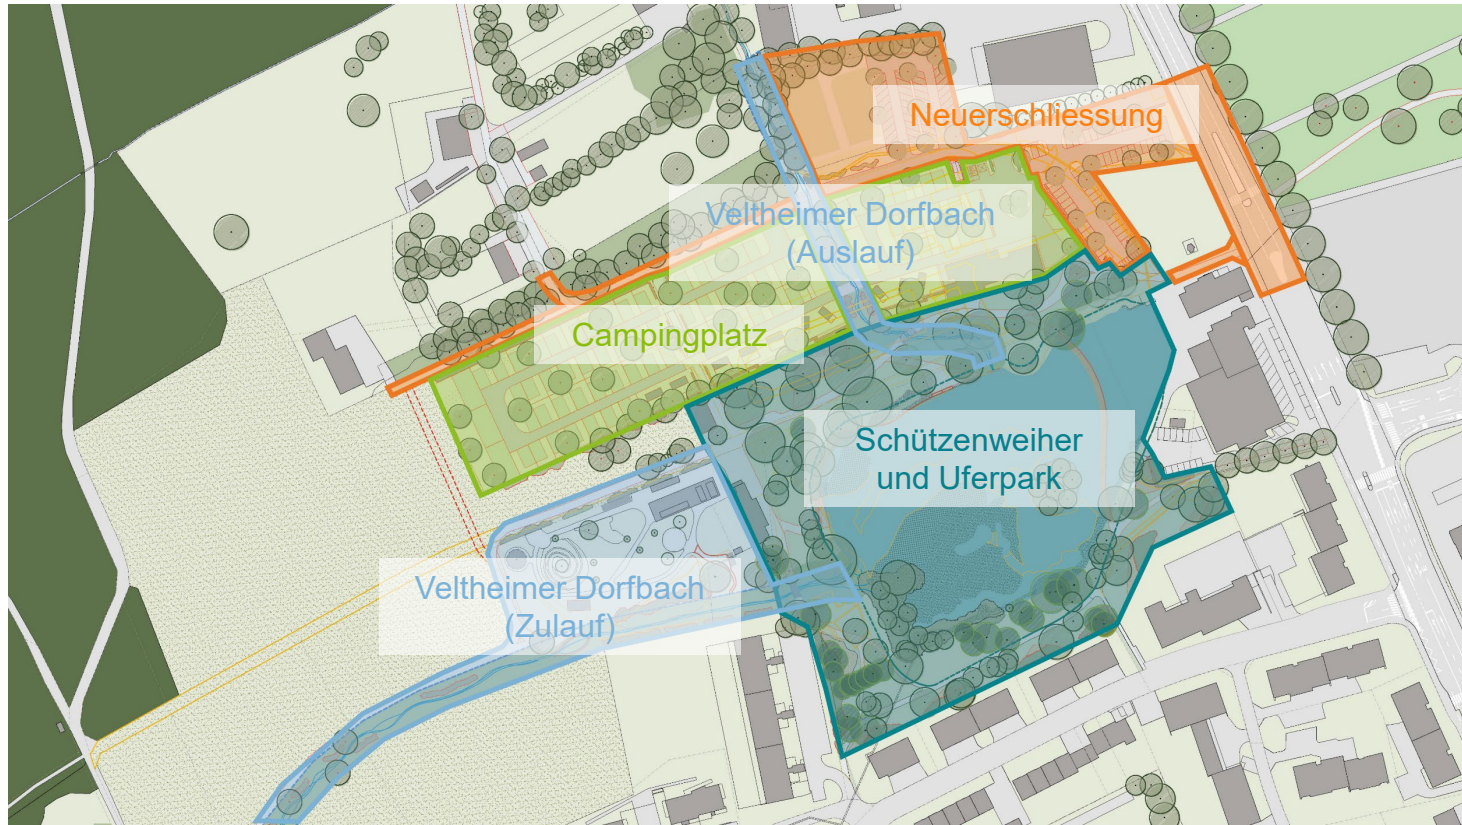 Neuerschliessung
Veltheimer Dorfbach
(Auslauf)
Campingplatz
Schützenweiher
und Uferpark
Veltheimer Dorfbach
(Zulauf)